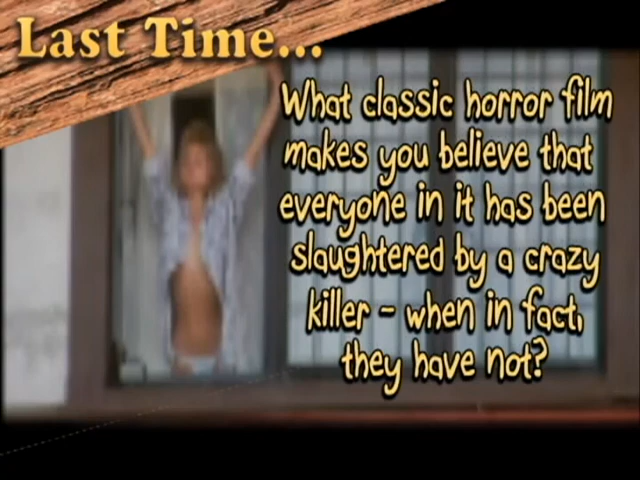 Last Time...
What classic horror film
makes you believe that
everyone in it has been
slaughtered by a crazy
killer - when in fact,
they have not?